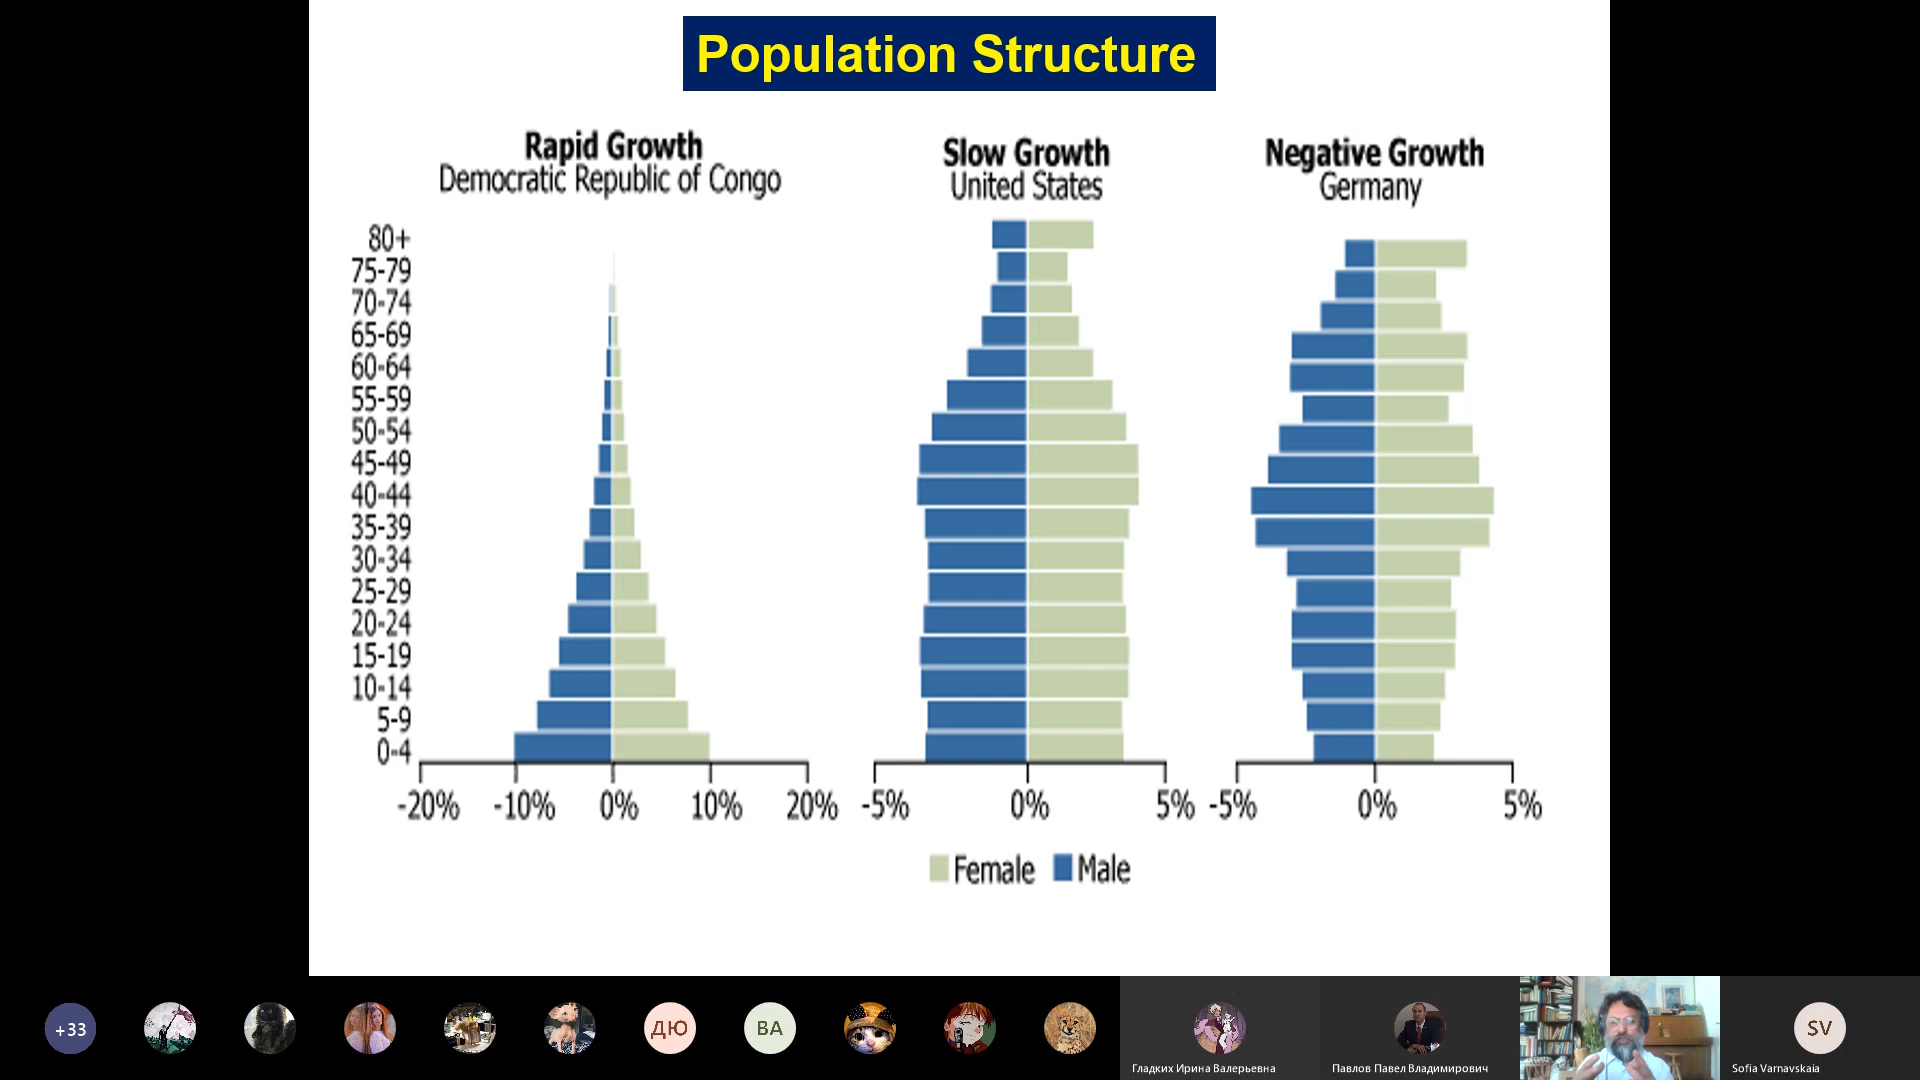 Population Structure
Rapid Growth
Democratic Republic of Congo
Slow Growth
United States
Negative Growth
Germany
80+
75-79
70-74
65-69
60-64
55-59
50-54
45-49
40-44
35-39
30-34
25-29
20-24
15-19
10-14
5-9
0-4
-20% -10% 0% 10% 20%
-5% 0% 5%
-5% 0% 5%
Female Male
+33
ДЮ
BA
SV
Гладких Ирина Валерьевна
Павлов Павел Владимирович
Sofia Varnavskaia